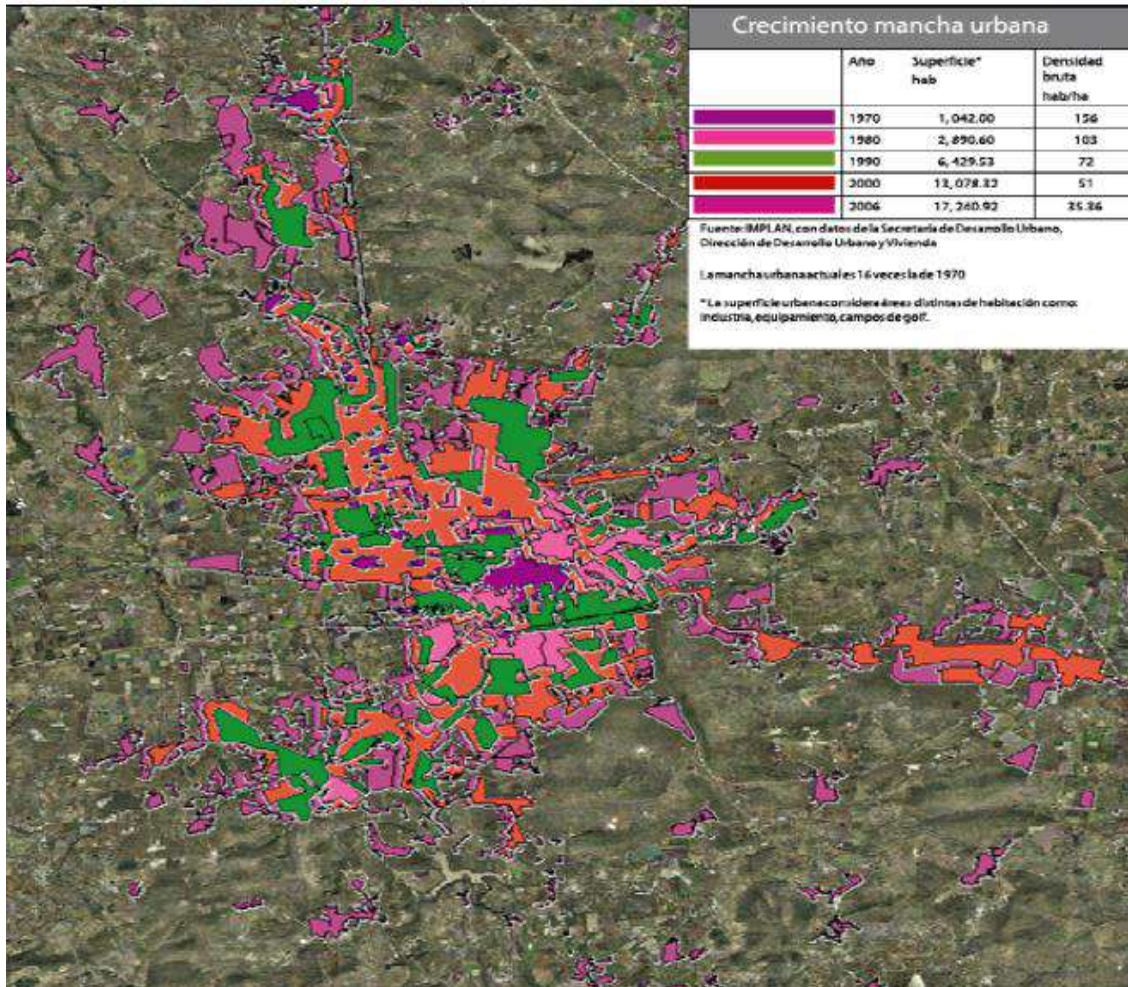 Crecimiento mancha urbana
Año Superficie* hab Densidad bruta hab/ha
1970 1,042.00 156
1980 2,890.60 103
1990 6,429.53 72
2000 13,078.32 51
2006 17,260.92 35.36
Fuente: IMPLAN, con datos de la Secretaría de Desarrollo Urbano,
Dirección de Desarrollo Urbano y Vivienda
La mancha urbana actual es 16 veces la de 1970
* La superficie urbana considera áreas distintas de habitación como:
industria, equipamiento, campos de golf.